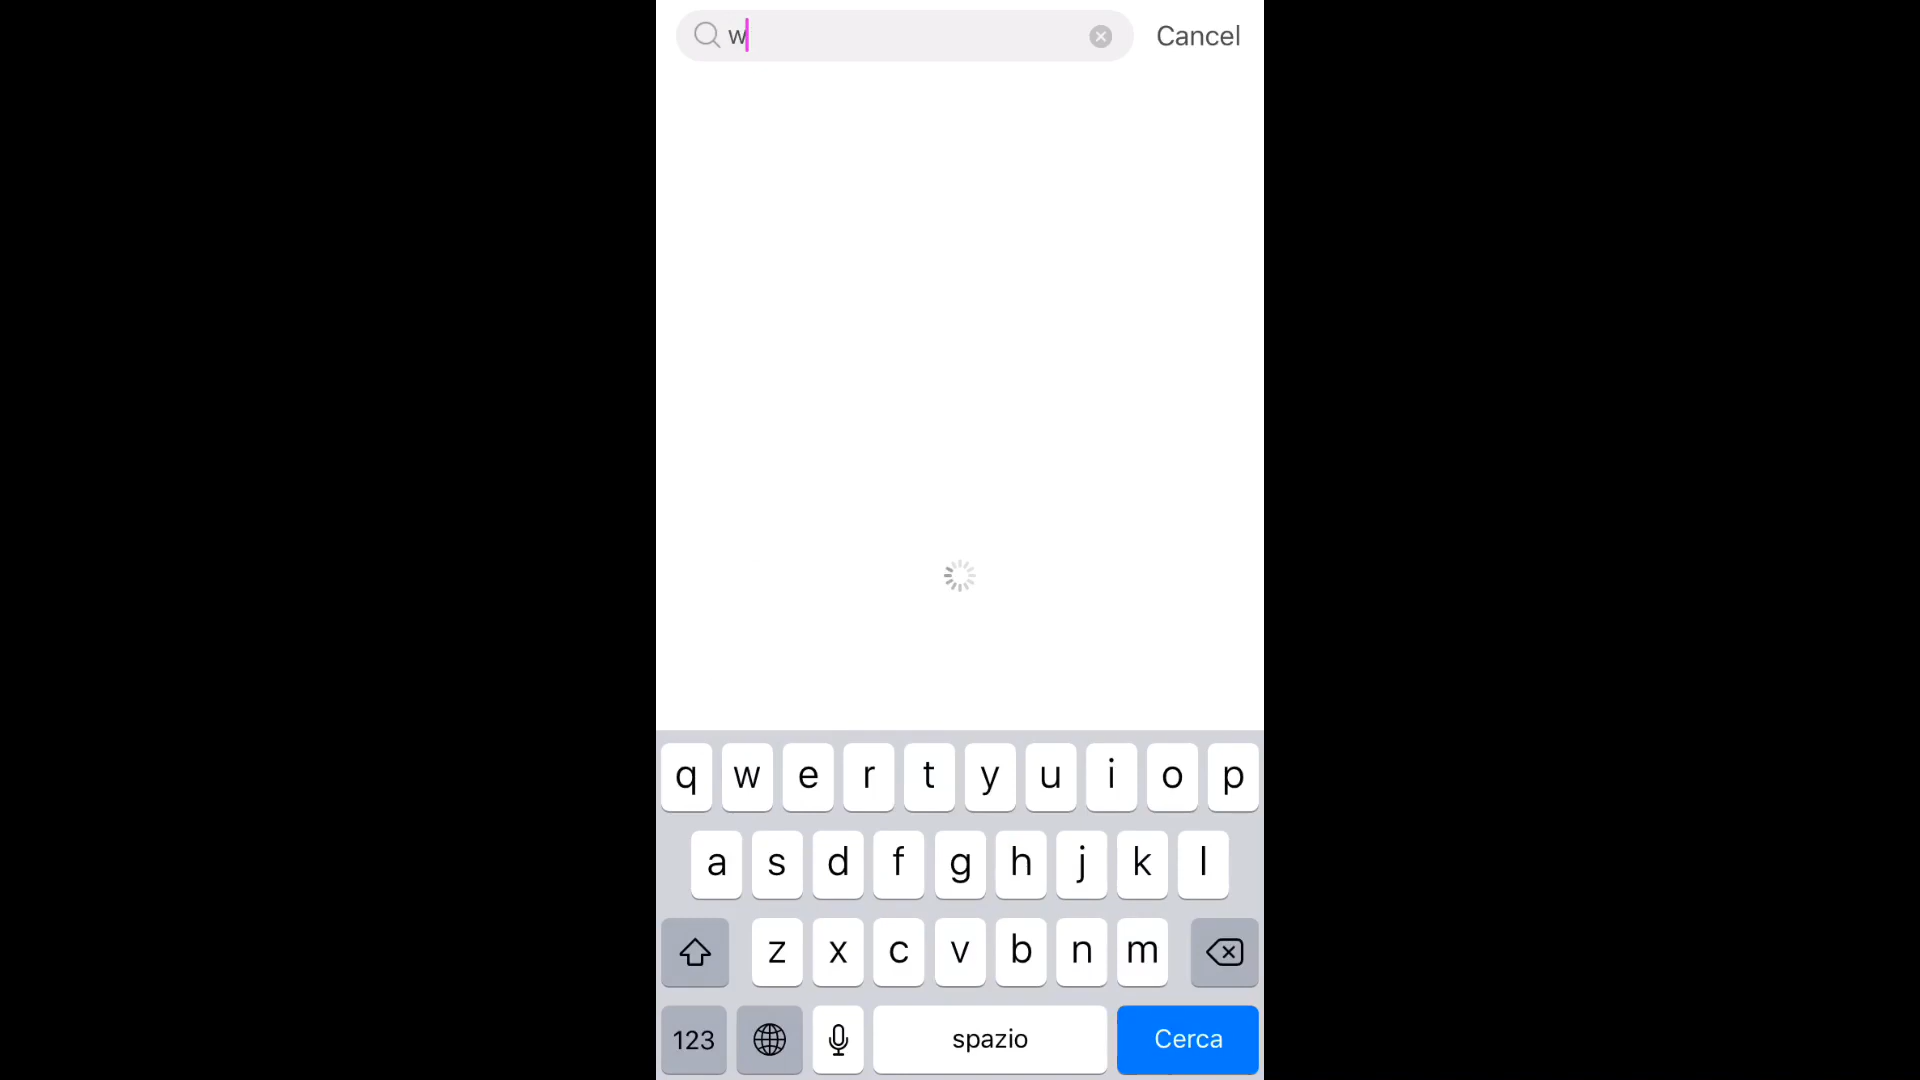 w
Cancel
q w e r t y u i o p
a s d f g h j k l
z x c v b n m
123 spazio Cerca